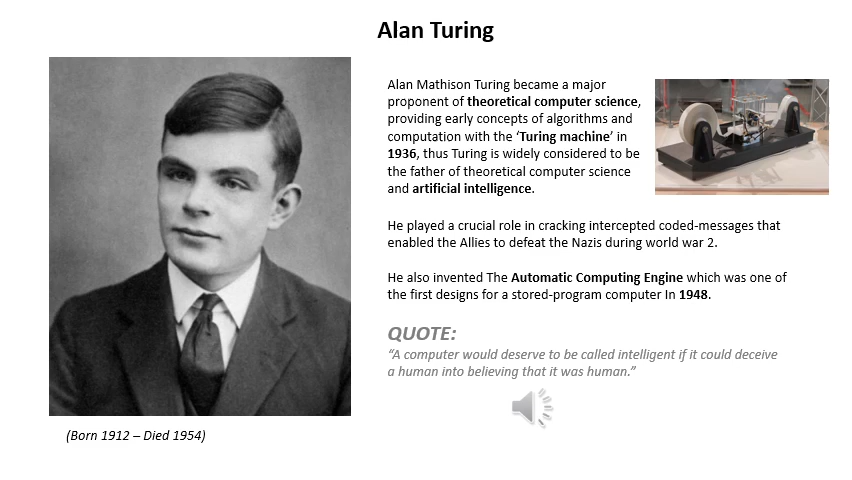 Alan Turing
Alan Mathison Turing became a major
proponent of theoretical computer science,
providing early concepts of algorithms and
computation with the ‘Turing machine’ in
1936, thus Turing is widely considered to be
the father of theoretical computer science
and artificial intelligence.
He played a crucial role in cracking intercepted coded-messages that
enabled the Allies to defeat the Nazis during world war 2.
He also invented The Automatic Computing Engine which was one of
the first designs for a stored-program computer In 1948.
QUOTE:
“A computer would deserve to be called intelligent if it could deceive
a human into believing that it was human.”
(Born 1912 – Died 1954)